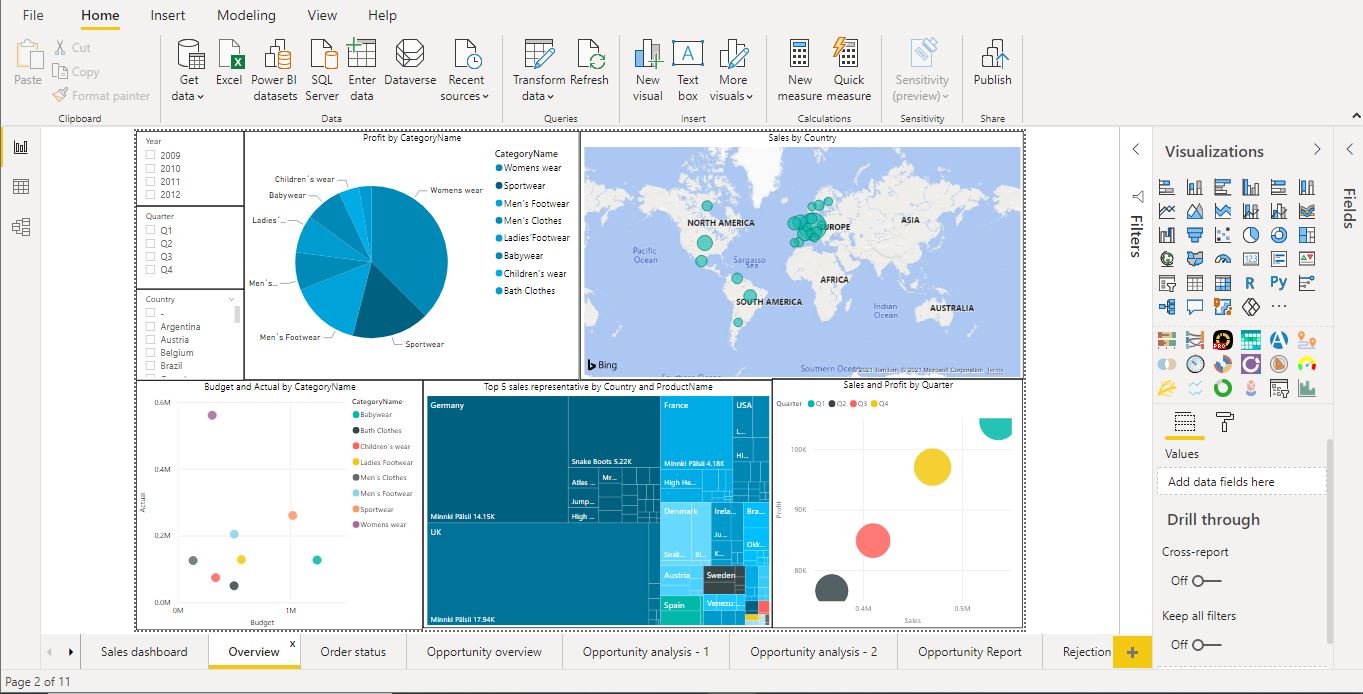 File Home Insert Modeling View Help
Paste
Cut
Copy
Format painter
Clipboard
Get data
Excel
Power BI datasets
SQL Server
Enter data
Dataverse
Recent sources
Data
Transform data
Refresh
Queries
New visual
Text box
More visuals
Insert
New measure
Quick measure
Calculations
Sensitivity (preview)
Sensitivity
Publish
Share
Year
2009
2010
2011
2012
Quarter
Q1
Q2
Q3
Q4
Country
-
Argentina
Austria
Belgium
Brazil
Profit by CategoryName
Children´s wear
Babywear
Ladies´...
Men´s...
Men´s Footwear
Womens wear
Sportwear
CategoryName
Womens wear
Sportwear
Men´s Footwear
Men´s Clothes
Ladies´Footwear
Babywear
Children´s wear
Bath Clothes
Sales by Country
NORTH AMERICA
EUROPE
ASIA
Pacific Ocean
Sargasso Sea
AFRICA
SOUTH AMERICA
Indian Ocean
AUSTRALIA
Bing
© 2021 TomTom, © 2021 Microsoft Corporation Terms
Budget and Actual by CategoryName
0.6M
0.4M
0.2M
0.0M
Actual
0M 1M
Budget
CategoryName
Babywear
Bath Clothes
Children´s wear
Ladies Footwear
Men´s Clothes
Men´s Footwear
Sportwear
Womens wear
Top 5 sales representative by Country and ProductName
Germany
Minnki Pälsii 14.15K
Snake Boots 5.22K
Atles ...
Mr...
Jump...
High ...
UK
Minnki Pälsii 17.94K
France
Minnki Pälsii 4.18K
High He...
USA
L...
Hi...
Denmark
Snak...
Bi...
Irela...
Ju...
K...
Bra...
Okk...
Austria
Sweden
Spain
Venezu...
Sales and Profit by Quarter
Quarter Q1 Q2 Q3 Q4
100K
90K
80K
Profit
0.4M 0.5M
Sales
Filters
Visualizations
Fields
123
R
Py
PRO
Values
Add data fields here
Drill through
Cross-report
Off
Keep all filters
Off
Sales dashboard
Overview x
Order status
Opportunity overview
Opportunity analysis - 1
Opportunity analysis - 2
Opportunity Report
Rejection
+
Page 2 of 11